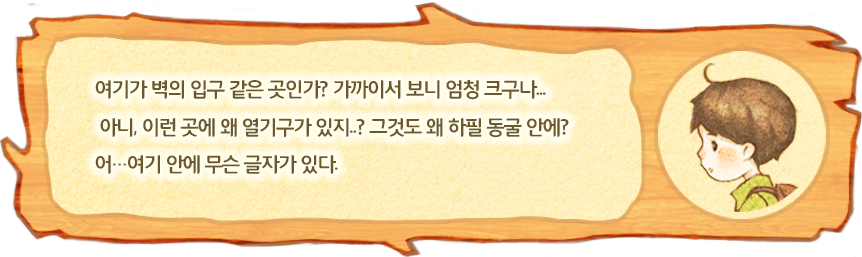 여기가 벽의 입구 같은 곳인가? 가까이서 보니 엄청 크구나...
아니, 이런 곳에 왜 열기구가 있지..? 그것도 왜 하필 동굴 안에?
어…여기 안에 무슨 글자가 있다.